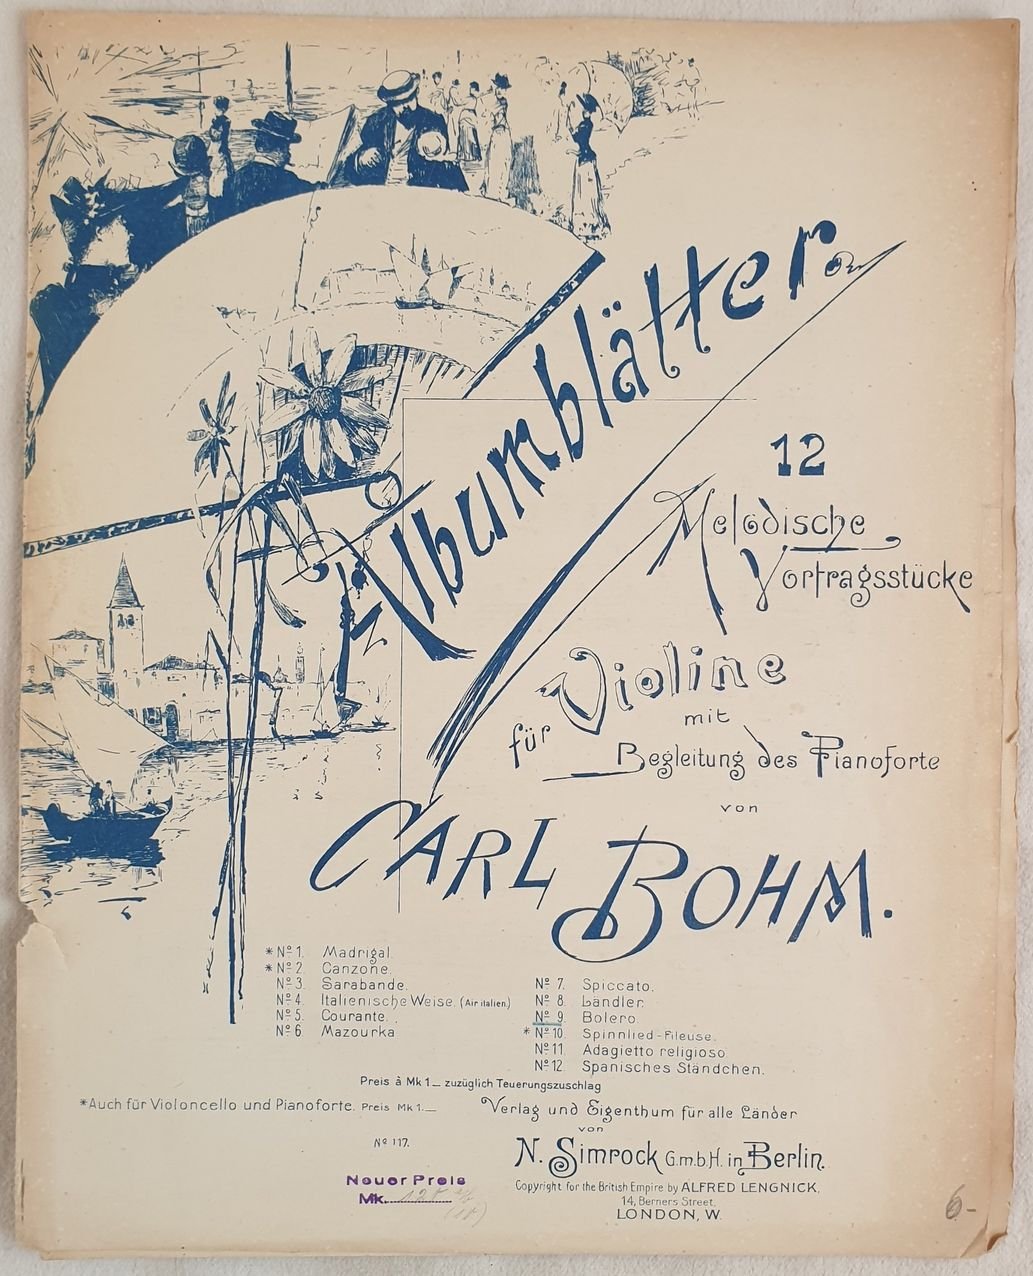 Albumblätter
12
Melodische
Vortragsstücke
für Violine
mit
Begleitung des Pianoforte
von
CARL BOHM.
*No 1. Madrigal.
*No 2. Canzone.
No 3. Sarabande.
No 4. Italienische Weise. (Air italien.)
No 5. Courante.
No 6. Mazourka
No 7. Spiccato.
No 8. Ländler.
No 9. Bolero.
*No 10. Spinnlied-Fileuse.
No 11. Adagietto religioso.
No 12. Spanisches Ständchen.
Preis à Mk 1._ zuzüglich Teuerungszuschlag
*Auch für Violoncello und Pianoforte. Preis Mk 1._
Verlag und Eigenthum für alle Länder
von
No 117.
N. Simrock G.m.b.H. in Berlin.
Copyright for the British Empire by ALFRED LENGNICK,
14, Berners Street,
LONDON, W.
Neuer Preis
Mk.
6-